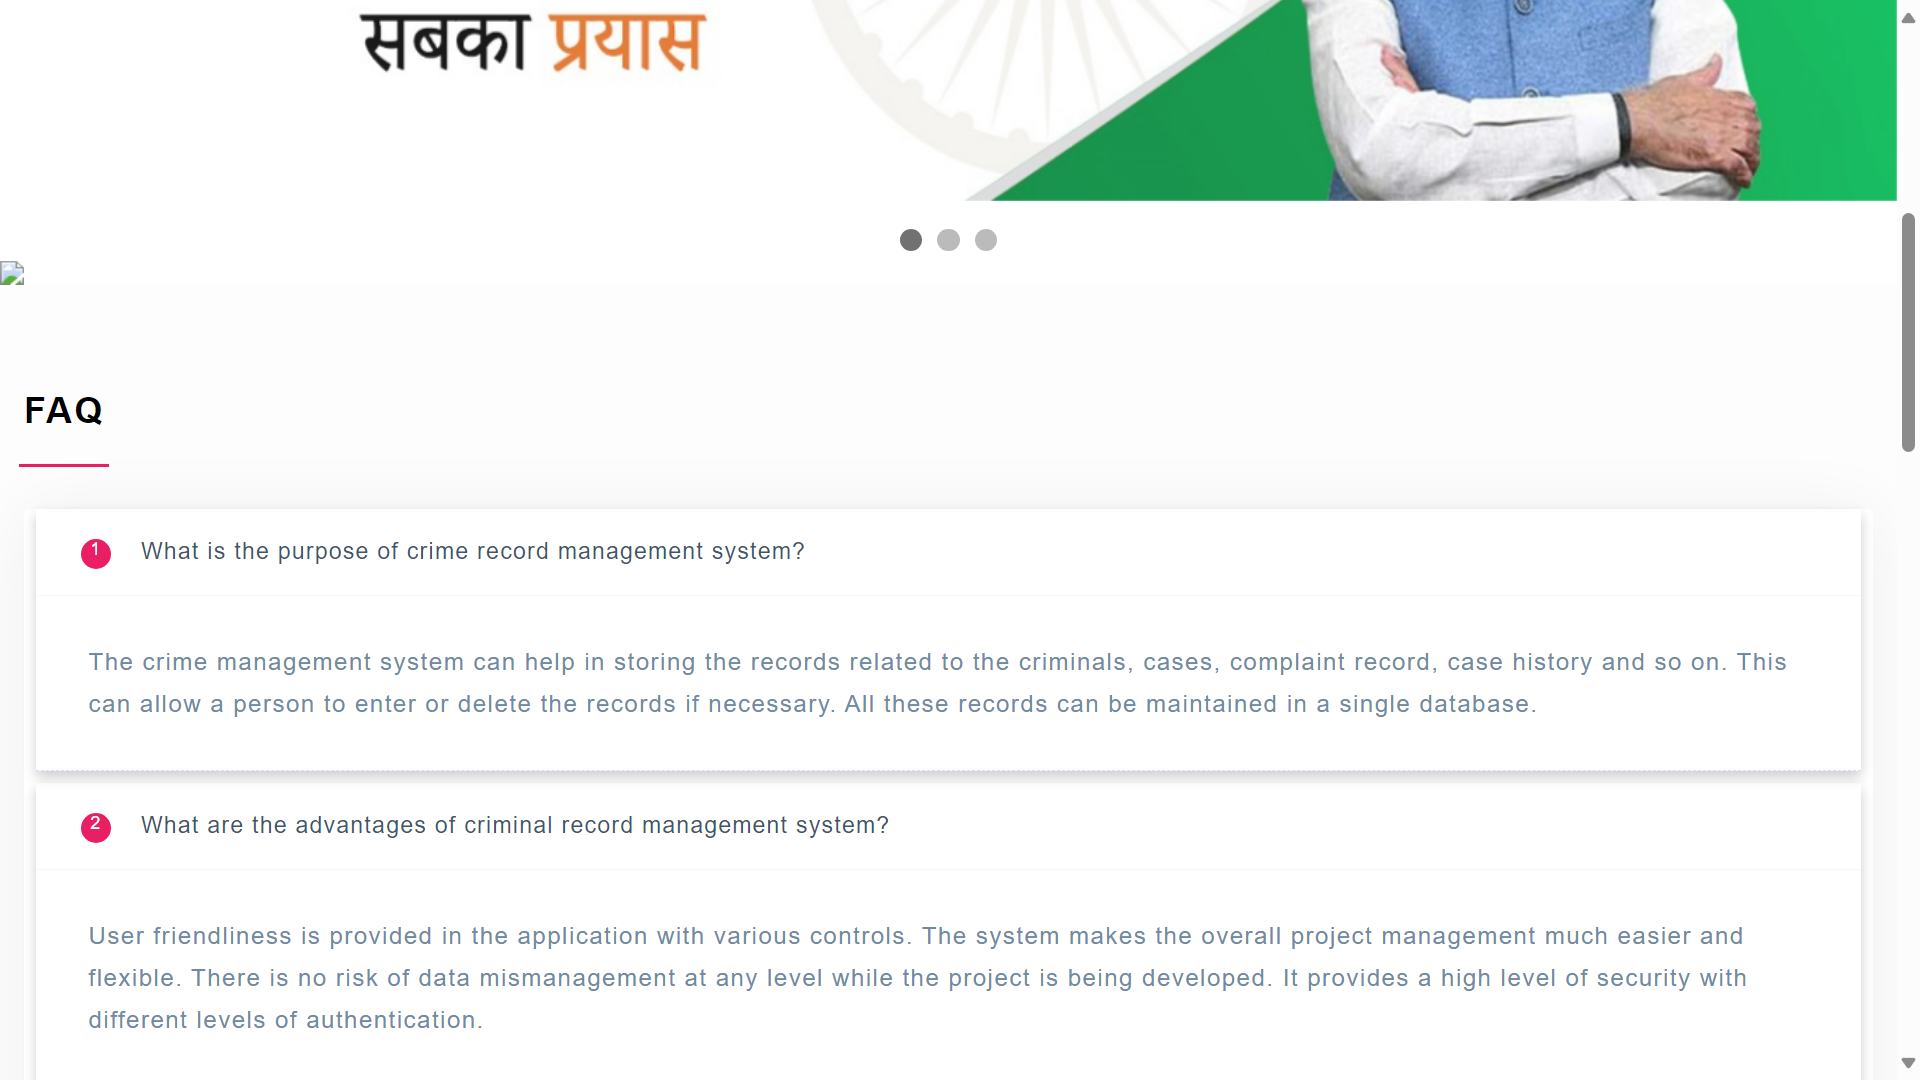 सबका प्रयास
FAQ
1 What is the purpose of crime record management system?
The crime management system can help in storing the records related to the criminals, cases, complaint record, case history and so on. This
can allow a person to enter or delete the records if necessary. All these records can be maintained in a single database.
2 What are the advantages of criminal record management system?
User friendliness is provided in the application with various controls. The system makes the overall project management much easier and
flexible. There is no risk of data mismanagement at any level while the project is being developed. It provides a high level of security with
different levels of authentication.